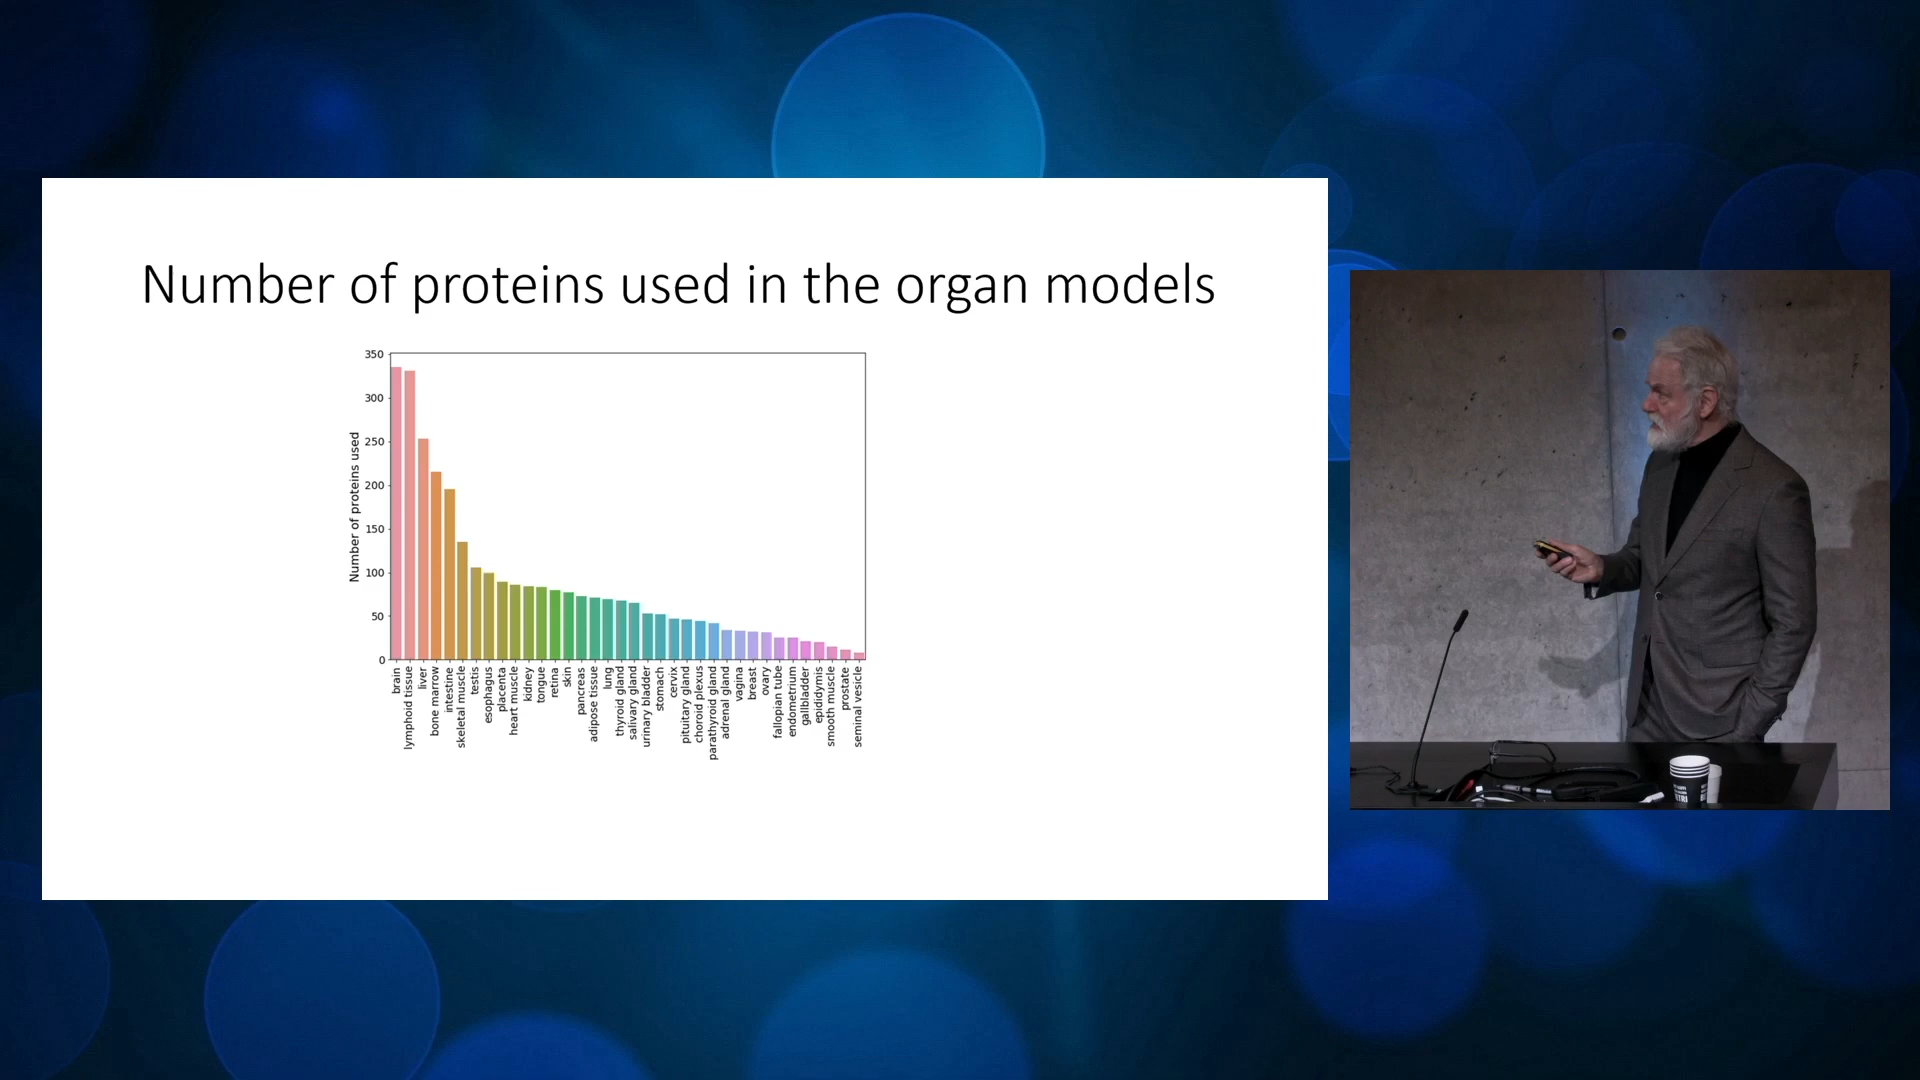 Number of proteins used in the organ models
Number of proteins used
350
300
250
200
150
100
50
0
brain
lymphoid tissue
liver
bone marrow
intestine
skeletal muscle
testis
esophagus
placenta
heart muscle
kidney
tongue
retina
skin
pancreas
adipose tissue
lung
thyroid gland
salivary gland
urinary bladder
stomach
cervix
pituitary gland
choroid plexus
parathyroid gland
adrenal gland
vagina
breast
ovary
fallopian tube
endometrium
gallbladder
epididymis
smooth muscle
prostate
seminal vesicle